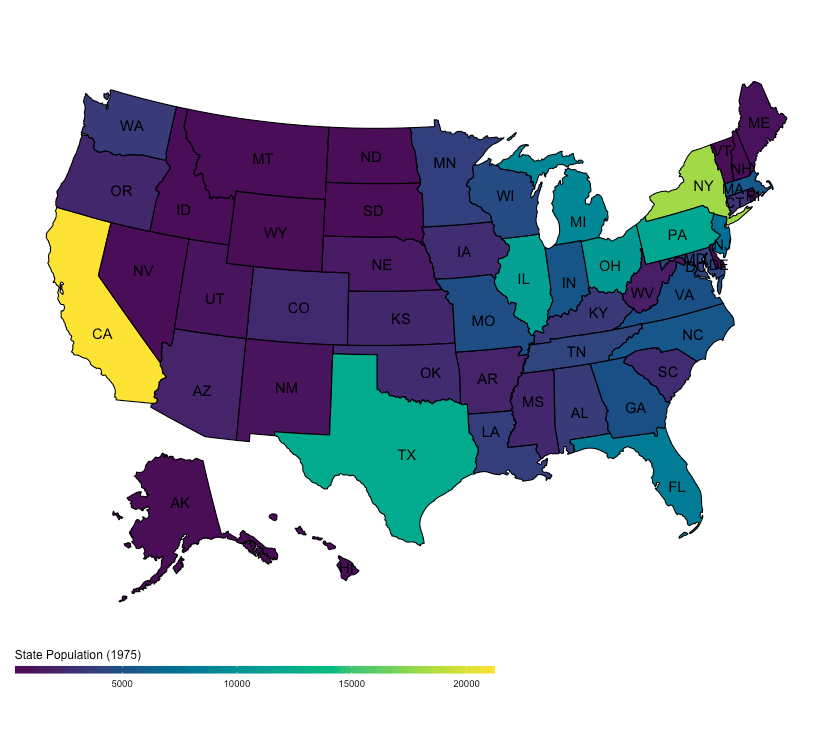 ME
WA
VT
NH
MT
ND
MN
OR
WI
NY
MA
ID
SD
MI
CT
RI
WY
PA
NJ
IA
NE
MD
DE
DC
NV
OH
IL
IN
UT
WV
VA
CO
KS
KY
MO
CA
NC
TN
OK
SC
AZ
NM
AR
MS
AL
GA
LA
TX
FL
AK
HI
State Population (1975)
5000 10000 15000 20000